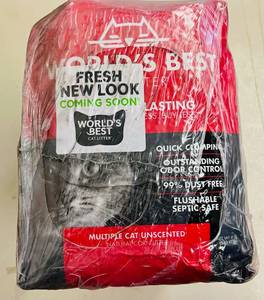 WORLD'S BEST
FRESH
NEW LOOK
COMING SOON!
WORLD'S
BEST
CAT LITTER
LASTING
QUICK CLUMPING
OUTSTANDING
ODOR CONTROL
99% DUST FREE
FLUSHABLE
SEPTIC SAFE
MULTIPLE CAT UNSCENTED